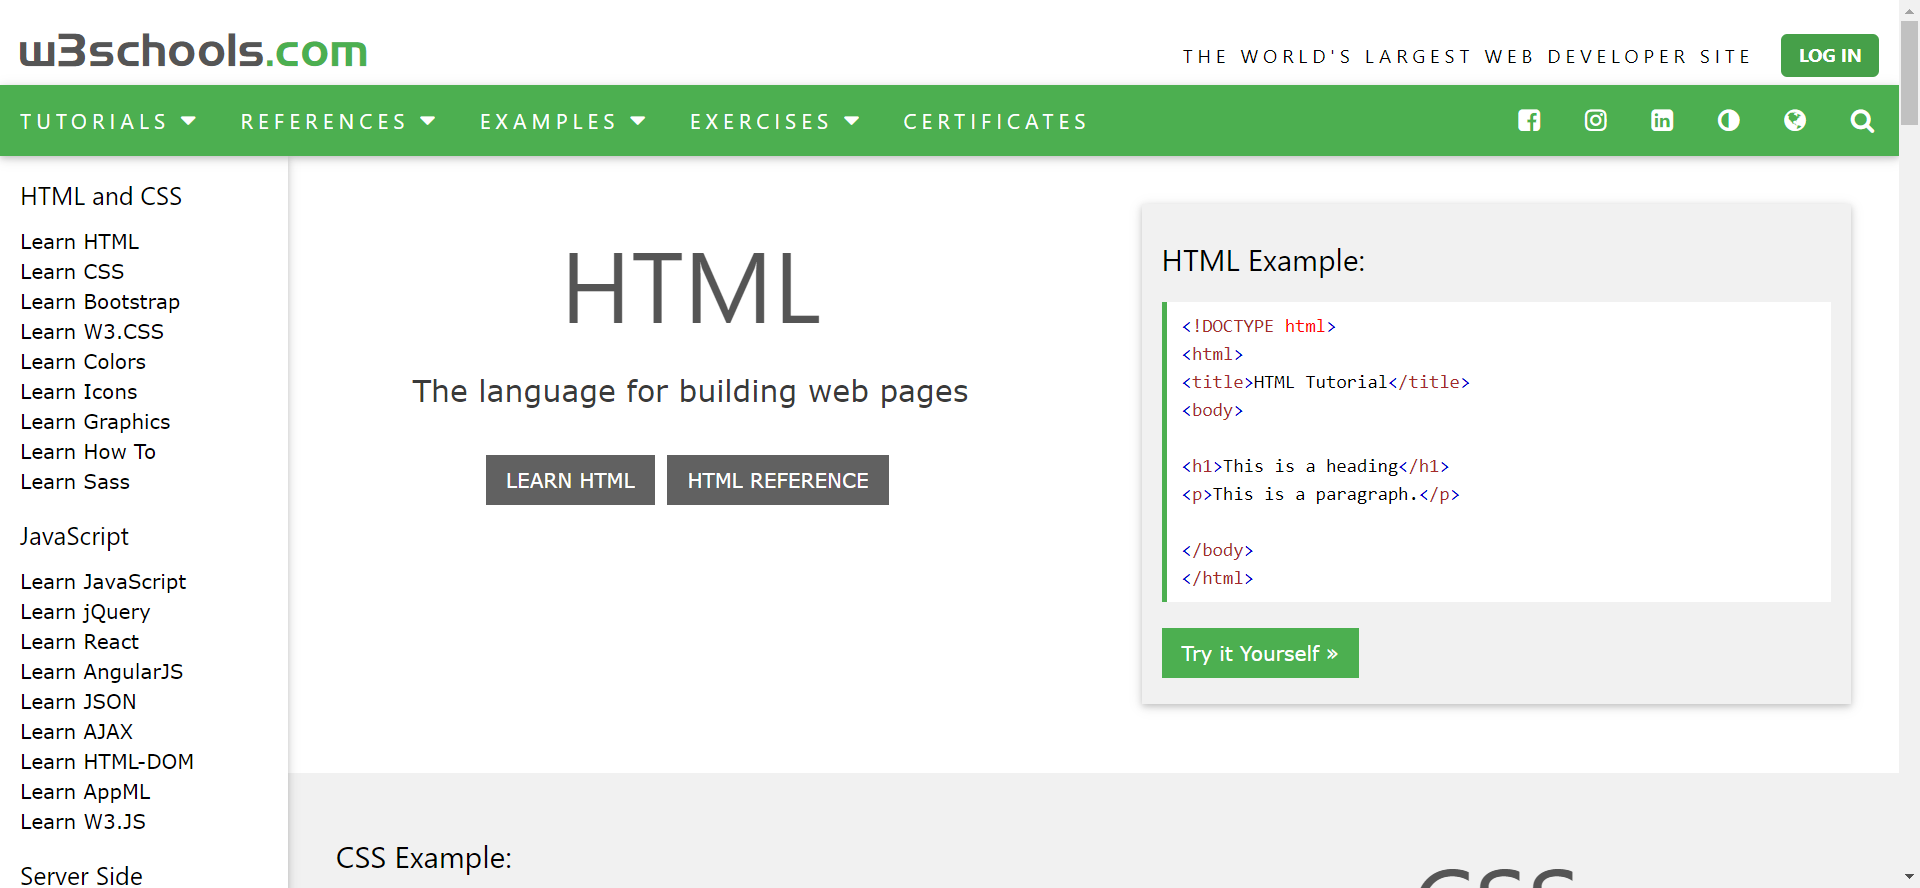 w3schools.com
THE WORLD'S LARGEST WEB DEVELOPER SITE
LOG IN
TUTORIALS
REFERENCES
EXAMPLES
EXERCISES
CERTIFICATES
HTML and CSS
Learn HTML
Learn CSS
Learn Bootstrap
Learn W3.CSS
Learn Colors
Learn Icons
Learn Graphics
Learn How To
Learn Sass
JavaScript
Learn JavaScript
Learn jQuery
Learn React
Learn AngularJS
Learn JSON
Learn AJAX
Learn HTML-DOM
Learn AppML
Learn W3.JS
Server Side
HTML
The language for building web pages
LEARN HTML
HTML REFERENCE
HTML Example:
<!DOCTYPE html>
<html>
<title>HTML Tutorial</title>
<body>
<h1>This is a heading</h1>
<p>This is a paragraph.</p>
</body>
</html>
Try it Yourself »
CSS Example:
CSS